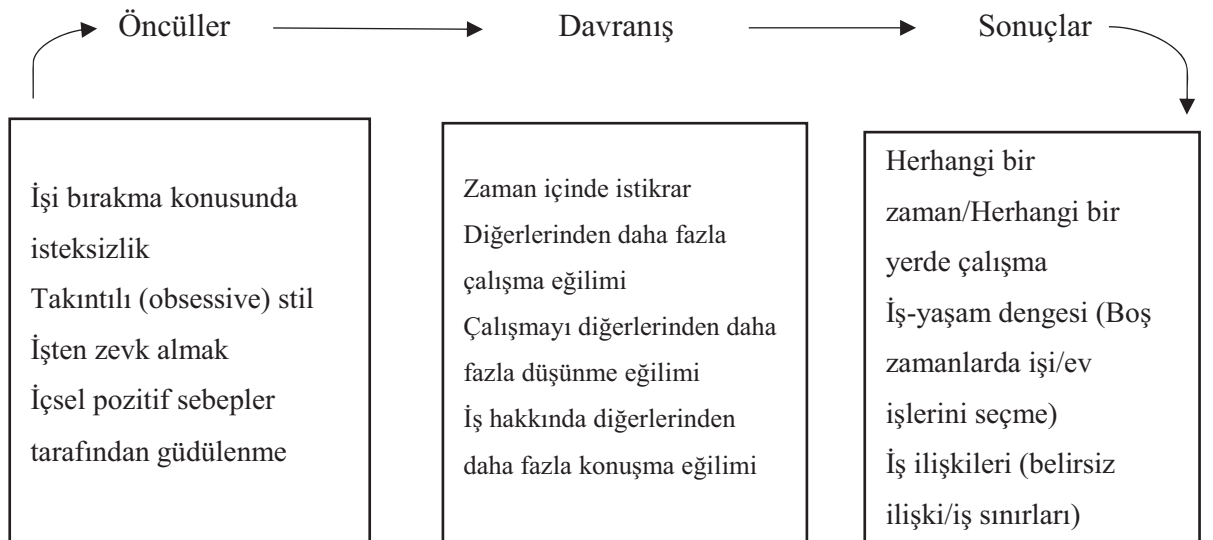 Öncüller
Davranış
Sonuçlar
İşi bırakma konusunda
isteksizlik
Takıntılı (obsessive) stil
İşten zevk almak
İçsel pozitif sebepler
tarafından güdülenme
Zaman içinde istikrar
Diğerlerinden daha fazla
çalışma eğilimi
Çalışmayı diğerlerinden daha
fazla düşünme eğilimi
İş hakkında diğerlerinden
daha fazla konuşma eğilimi
Herhangi bir
zaman/Herhangi bir
yerde çalışma
İş-yaşam dengesi (Boş
zamanlarda işi/ev
işlerini seçme)
İş ilişkileri (belirsiz
ilişki/iş sınırları)